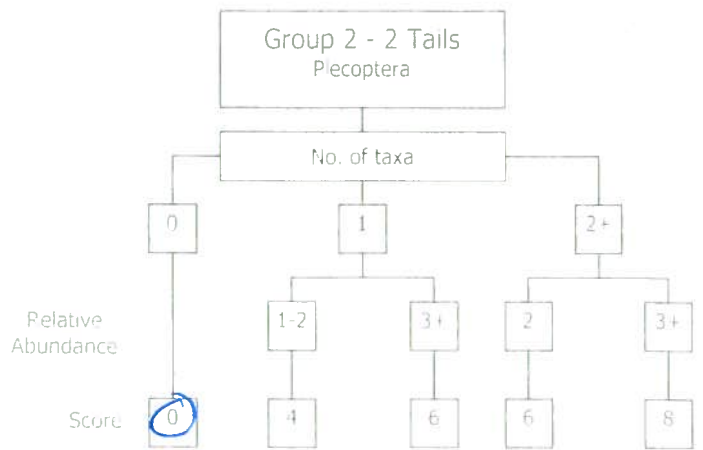 Group 2 - 2 Tails
Plecoptera
No. of taxa
0 1 2+
Relative
Abundance
1-2 3+ 2 3+
Score 0 4 6 6 8